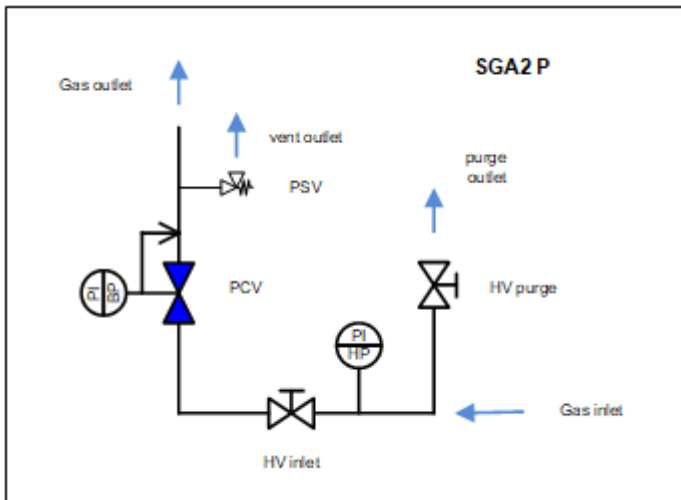 SGA2 P
Gas outlet
vent outlet
purge
outlet
PSV
PI
BP
PCV
HV purge
PI
HP
Gas inlet
HV inlet